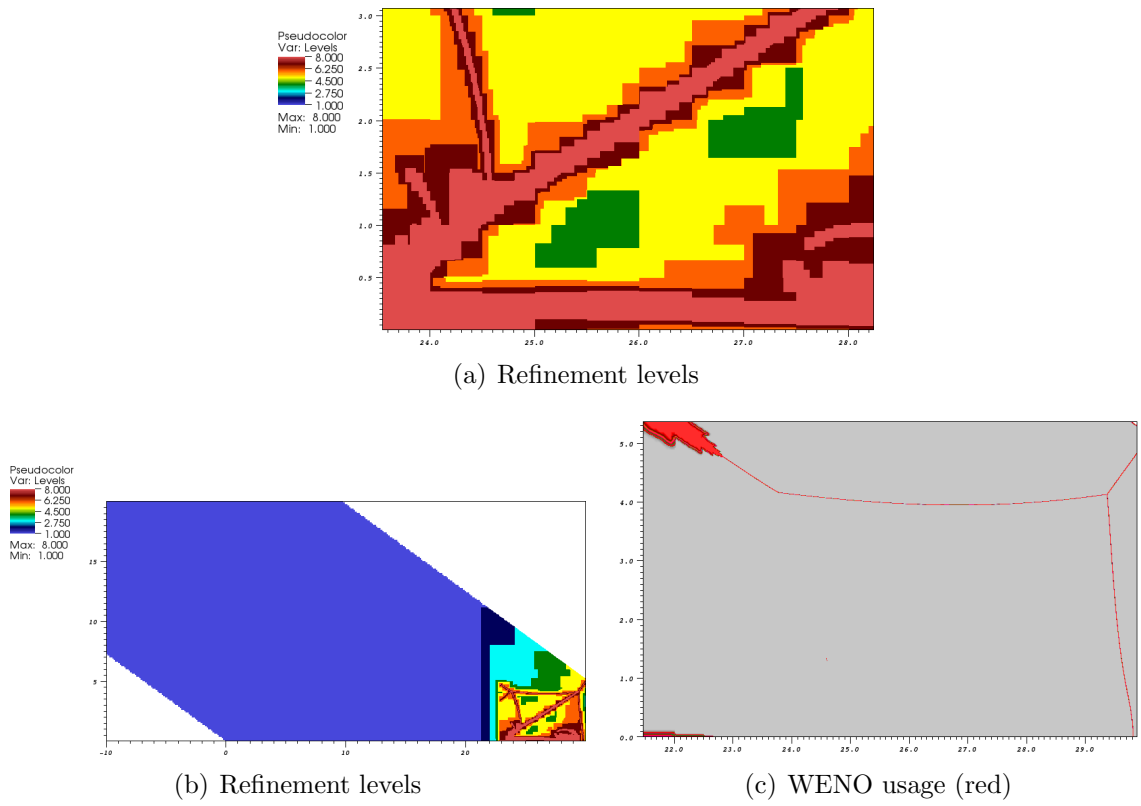 Pseudocolor
Var: Levels
8.000
6.250
4.500
2.750
1.000
Max: 8.000
Min: 1.000
3.0
2.5
2.0
1.5
1.0
0.5
24.0 25.0 26.0 27.0 28.0
(a) Refinement levels
Pseudocolor
Var: Levels
8.000
6.250
4.500
2.750
1.000
Max: 8.000
Min: 1.000
15
10
5
-10 0 10 20
(b) Refinement levels
5.0
4.0
3.0
2.0
1.0
0.0
22.0 23.0 24.0 25.0 26.0 27.0 28.0 29.0
(c) WENO usage (red)